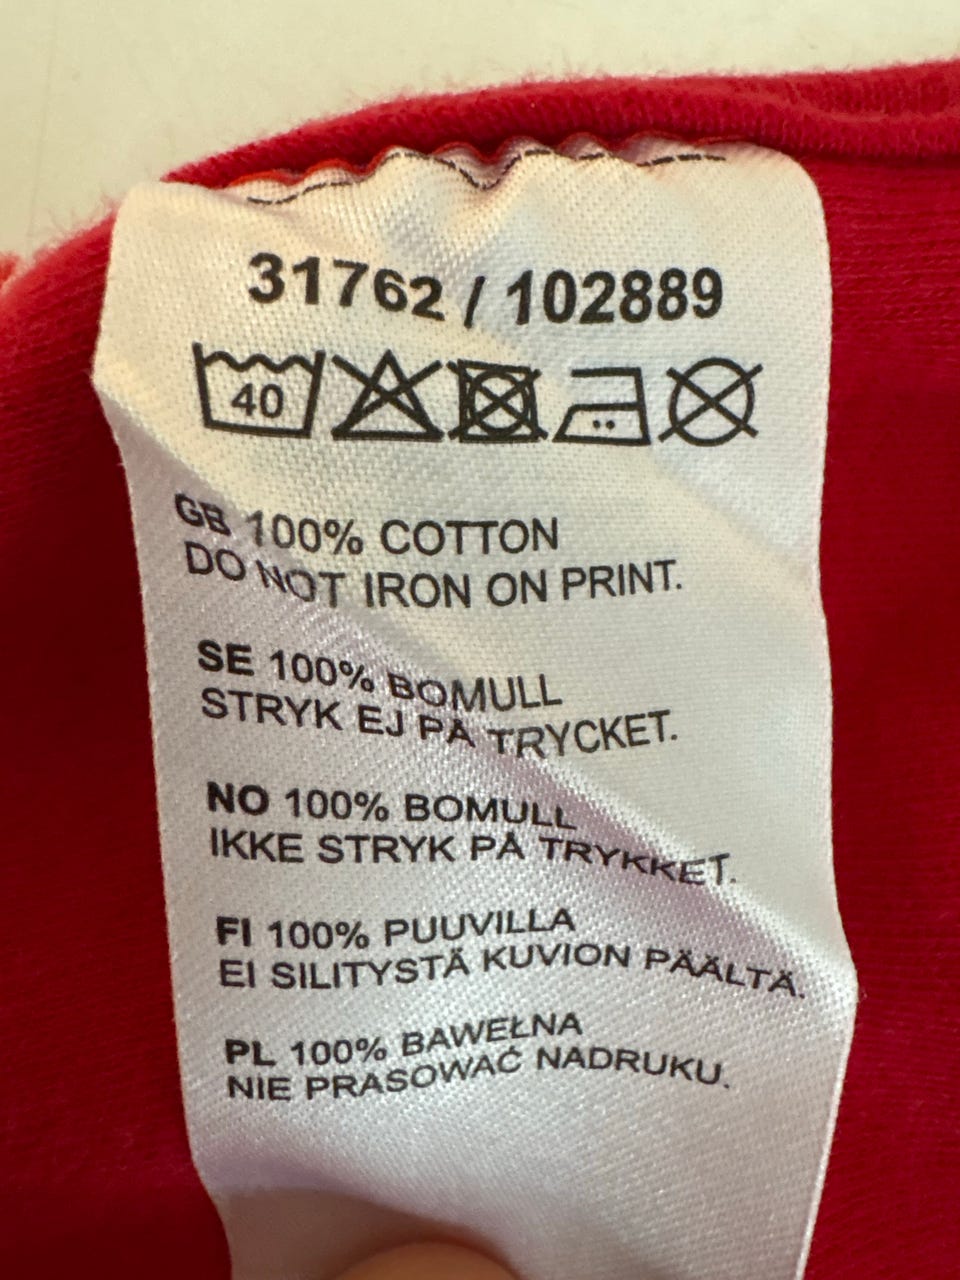 31762 / 102889
40
GB 100% COTTON
DO NOT IRON ON PRINT.
SE 100% BOMULL
STRYK EJ PÅ TRYCKET.
NO 100% BOMULL
IKKE STRYK PÅ TRYKKET.
FI 100% PUUVILLA
EI SILITYSTÄ KUVION PÄÄLTÄ.
PL 100% BAWEŁNA
NIE PRASOWAĆ NADRUKU.